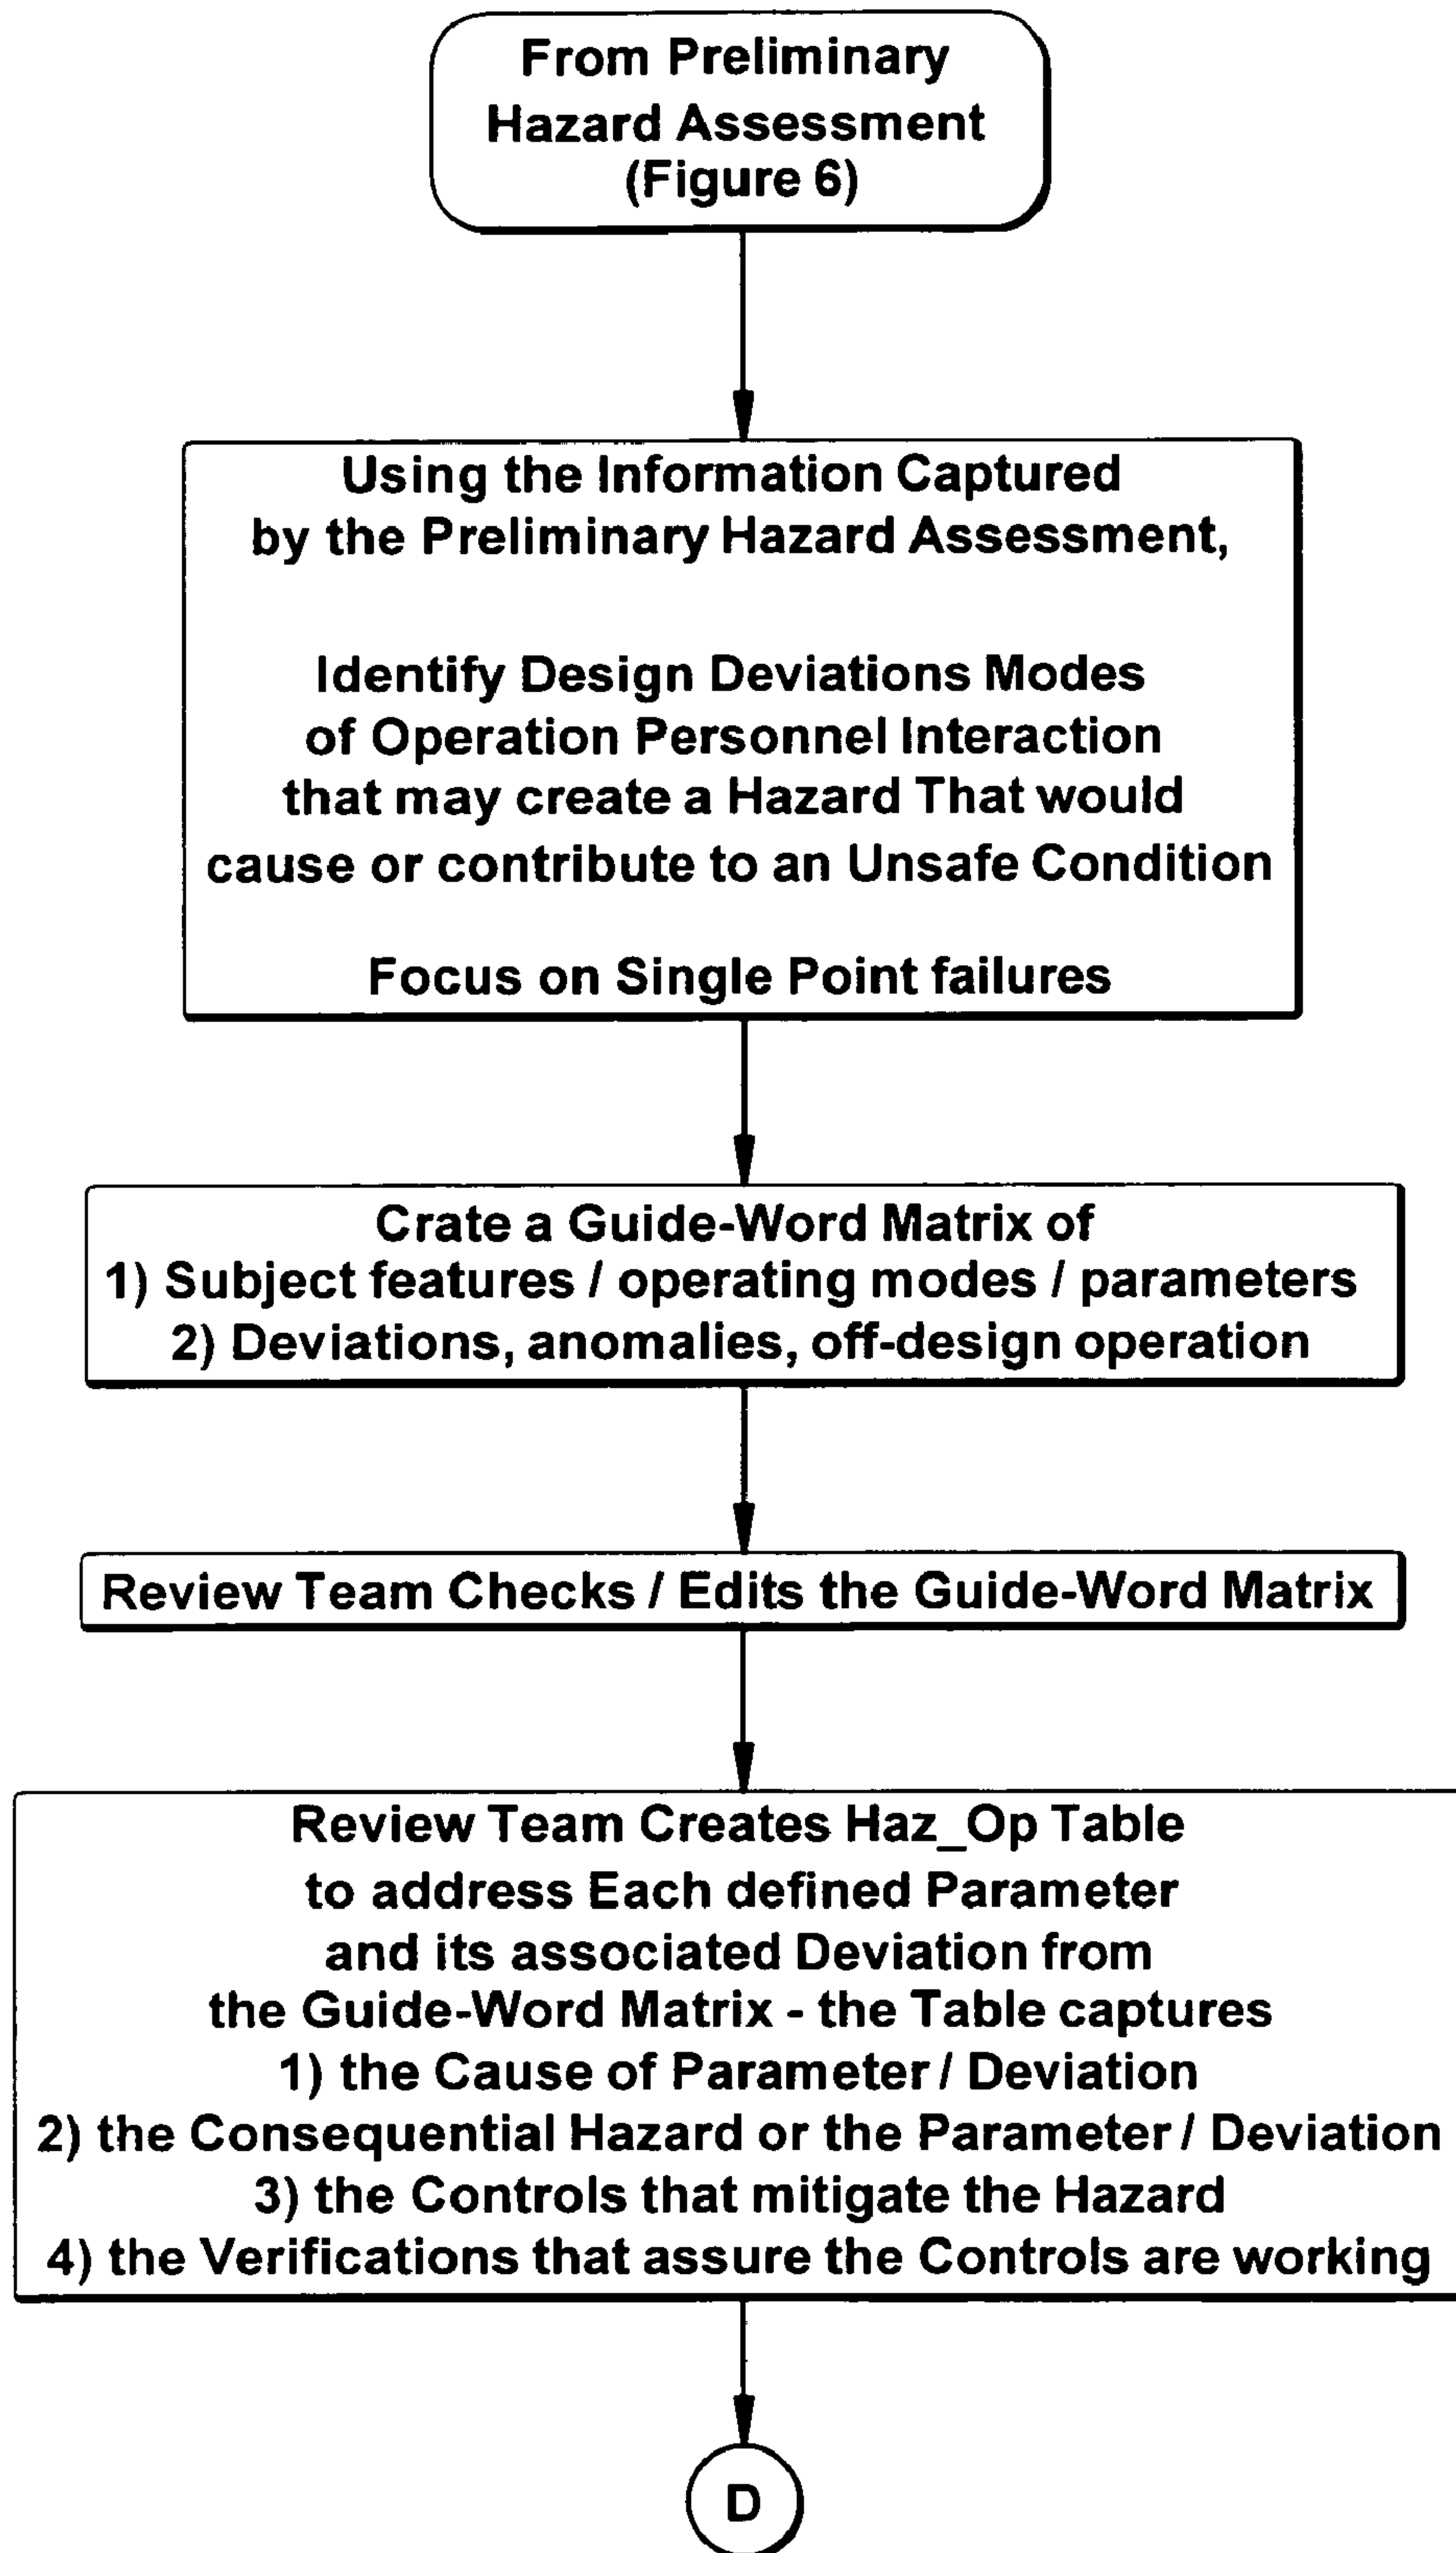 From Preliminary
Hazard Assessment
(Figure 6)
Using the Information Captured
by the Preliminary Hazard Assessment,
Identify Design Deviations Modes
of Operation Personnel Interaction
that may create a Hazard That would
cause or contribute to an Unsafe Condition
Focus on Single Point failures
Crate a Guide-Word Matrix of
1) Subject features / operating modes / parameters
2) Deviations, anomalies, off-design operation
Review Team Checks / Edits the Guide-Word Matrix
Review Team Creates Haz_Op Table
to address Each defined Parameter
and its associated Deviation from
the Guide-Word Matrix - the Table captures
1) the Cause of Parameter / Deviation
2) the Consequential Hazard or the Parameter / Deviation
3) the Controls that mitigate the Hazard
4) the Verifications that assure the Controls are working
D